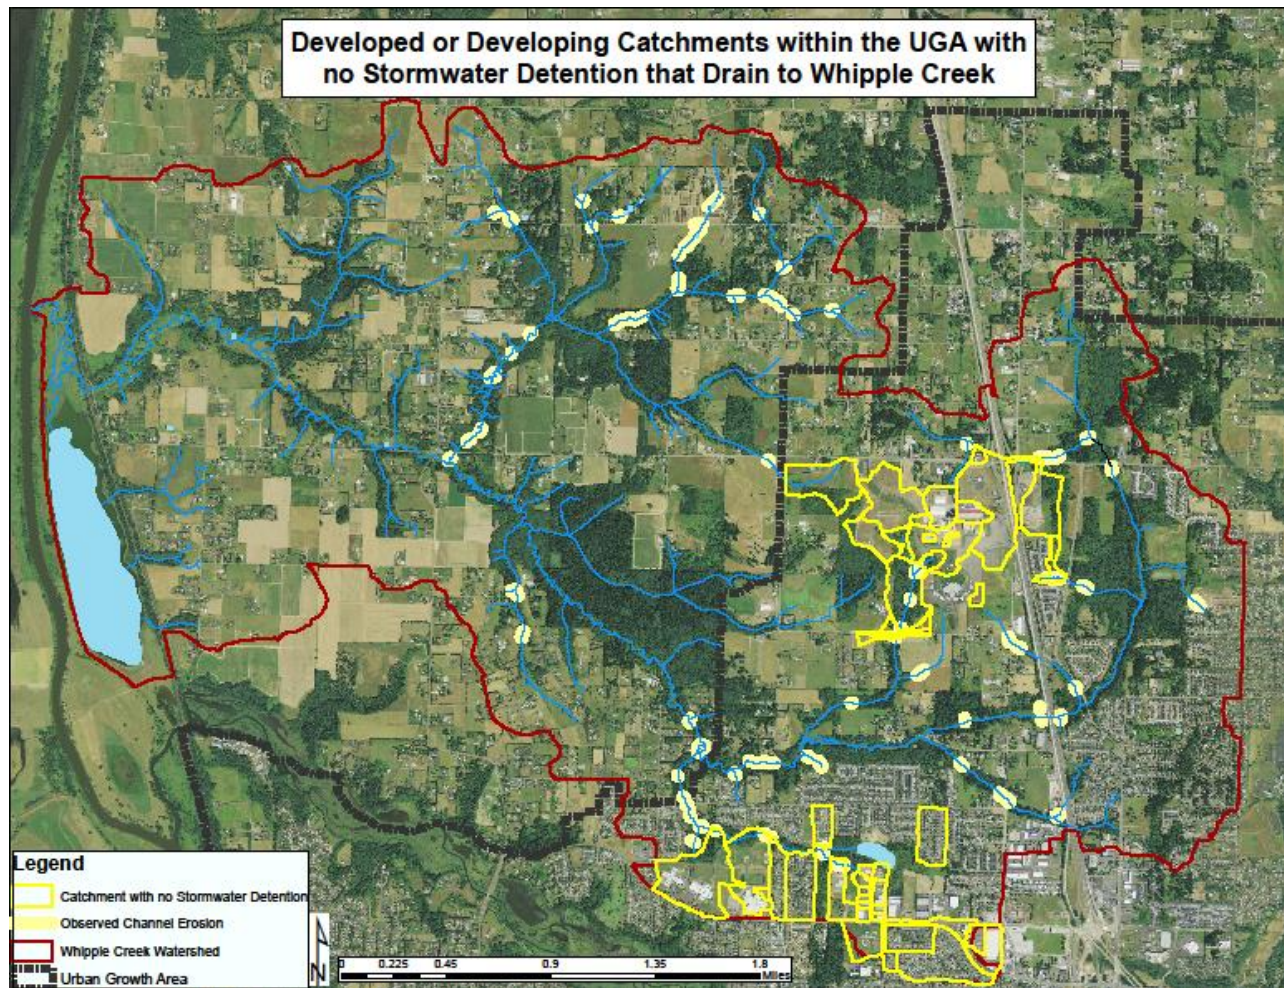 Developed or Developing Catchments within the UGA with
no Stormwater Detention that Drain to Whipple Creek
Legend
Catchment with no Stormwater Detention
Observed Channel Erosion
Whipple Creek Watershed
Urban Growth Area
N
0 0.225 0.45 0.9 1.35 1.8
Miles